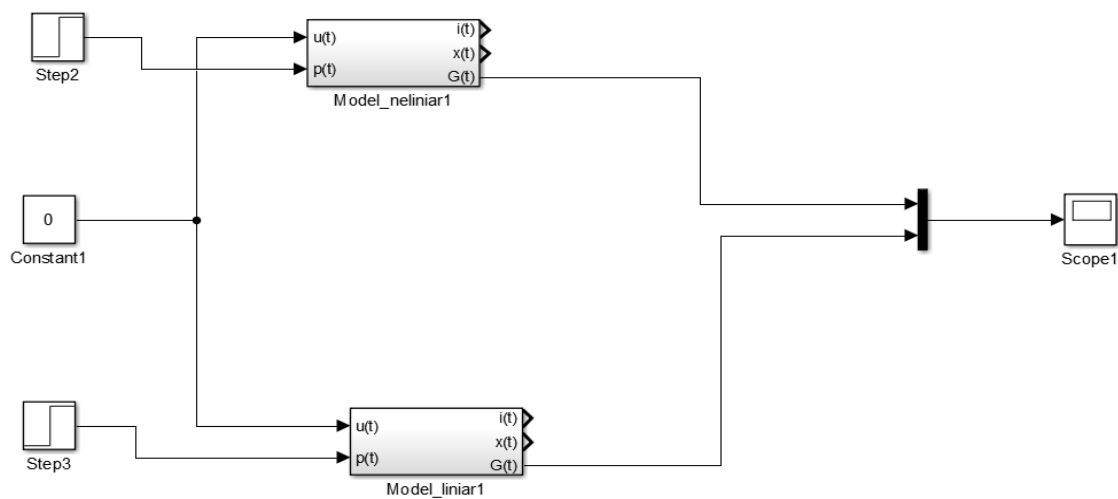 Step2
u(t)
p(t)
i(t)
x(t)
G(t)
Model_neliniar1
0
Constant1
Scope1
Step3
u(t)
p(t)
i(t)
x(t)
G(t)
Model_liniar1